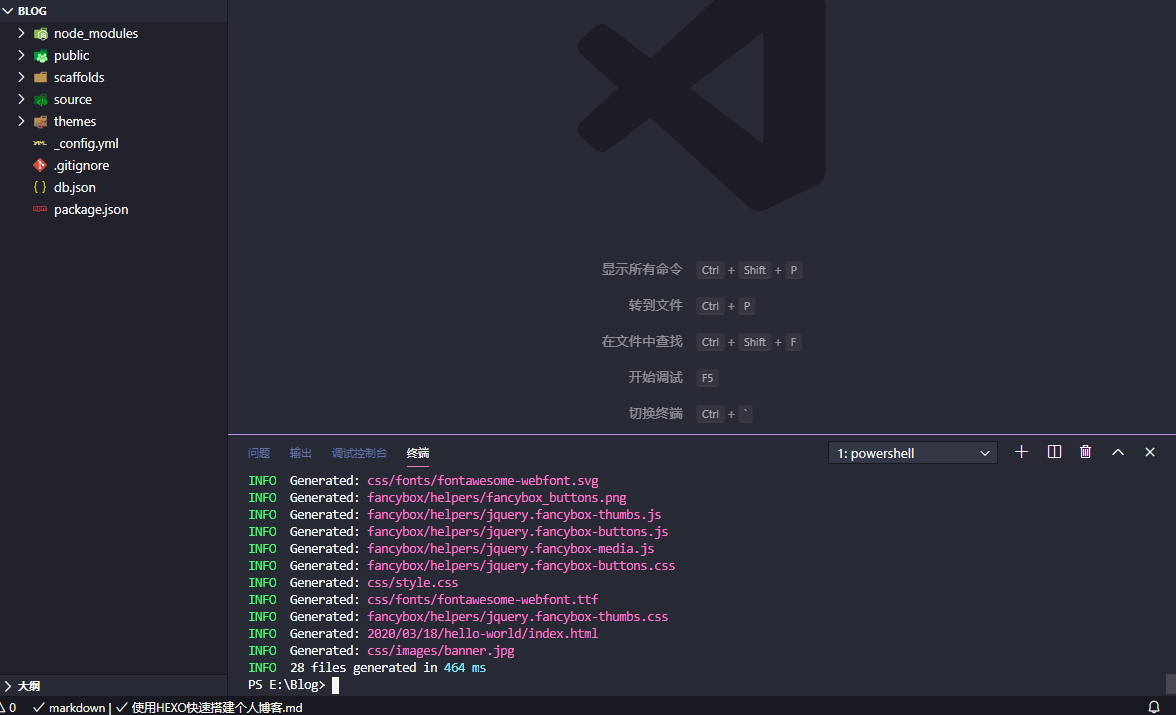 BLOG
node_modules
public
scaffolds
source
themes
_config.yml
.gitignore
db.json
package.json
显示所有命令 Ctrl + Shift + P
转到文件 Ctrl + P
在文件中查找 Ctrl + Shift + F
开始调试 F5
切换终端 Ctrl + `
问题 输出 调试控制台 终端 1: powershell
INFO Generated: css/fonts/fontawesome-webfont.svg
INFO Generated: fancybox/helpers/fancybox_buttons.png
INFO Generated: fancybox/helpers/jquery.fancybox-thumbs.js
INFO Generated: fancybox/helpers/jquery.fancybox-buttons.js
INFO Generated: fancybox/helpers/jquery.fancybox-media.js
INFO Generated: fancybox/helpers/jquery.fancybox-buttons.css
INFO Generated: css/style.css
INFO Generated: css/fonts/fontawesome-webfont.ttf
INFO Generated: fancybox/helpers/jquery.fancybox-thumbs.css
INFO Generated: 2020/03/18/hello-world/index.html
INFO Generated: css/images/banner.jpg
INFO 28 files generated in 464 ms
PS E:\Blog>
大纲
0 markdown | 使用HEXO快速搭建个人博客.md